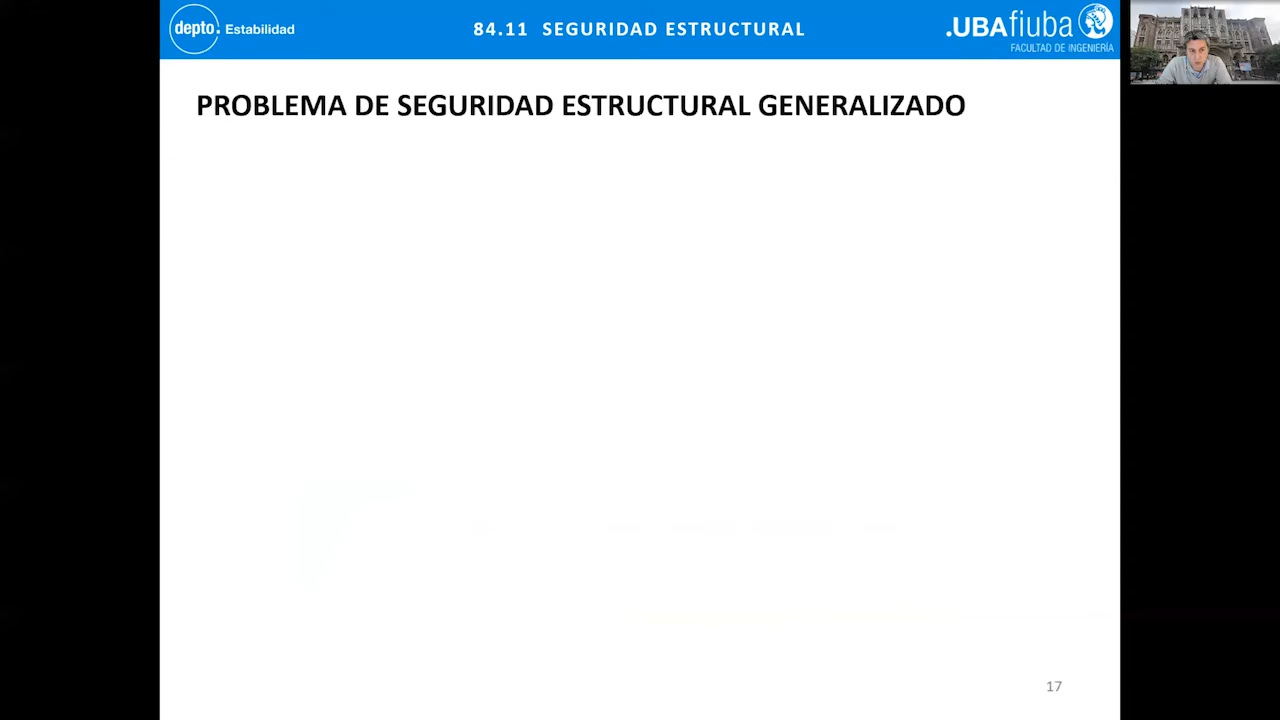 depto. Estabilidad
84.11 SEGURIDAD ESTRUCTURAL
.UBAfiuba
FACULTAD DE INGENIERÍA
PROBLEMA DE SEGURIDAD ESTRUCTURAL GENERALIZADO
17